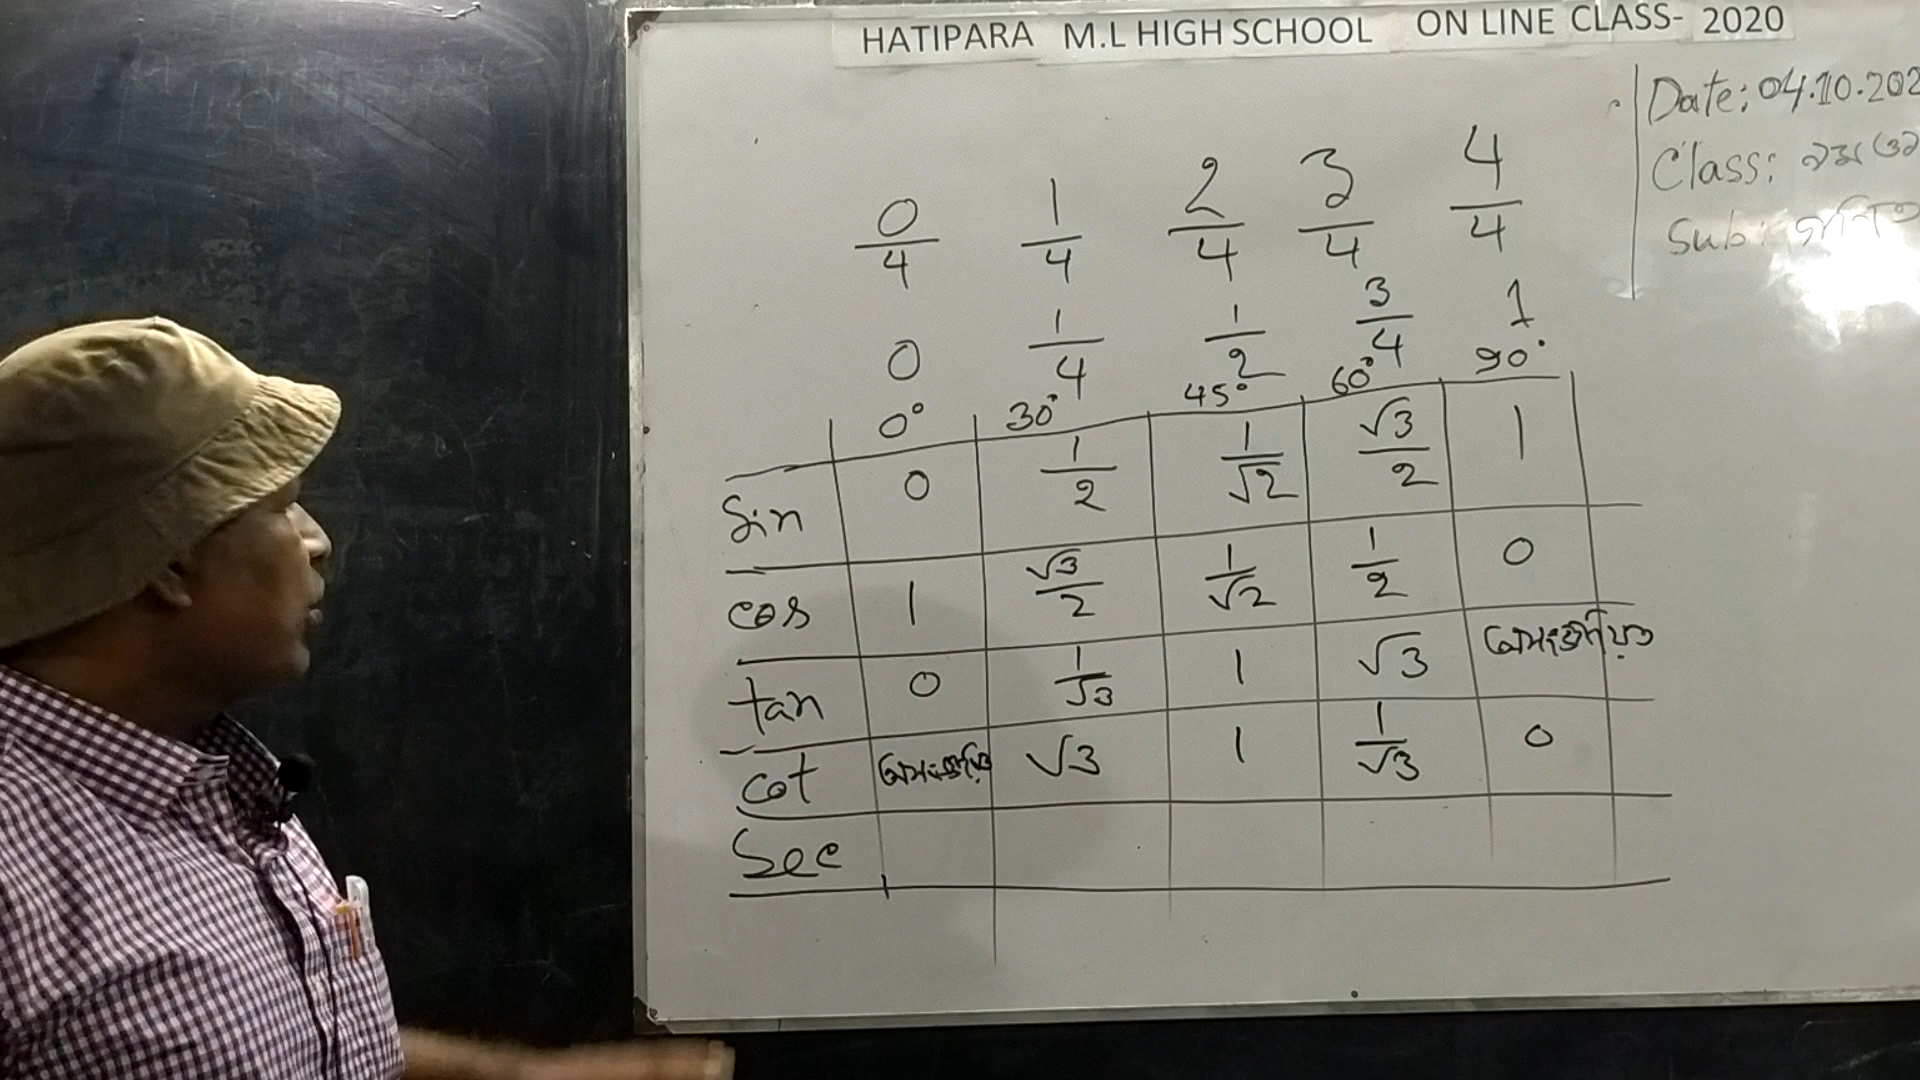 HATIPARA M.L HIGH SCHOOL ON LINE CLASS- 2020
Date: 04.10.202
Class: ৯ম
Sub:
0/4 1/4 2/4 3/4 4/4
0 1/4 1/2 3/4 1
0° 30° 45° 60° 90°
Sin 0 1/2 1/√2 √3/2 1
cos 1 √3/2 1/√2 1/2 0
tan 0 1/√3 1 √3 অসংজ্ঞায়িত
cot অসংজ্ঞায়িত √3 1 1/√3 0
Sec